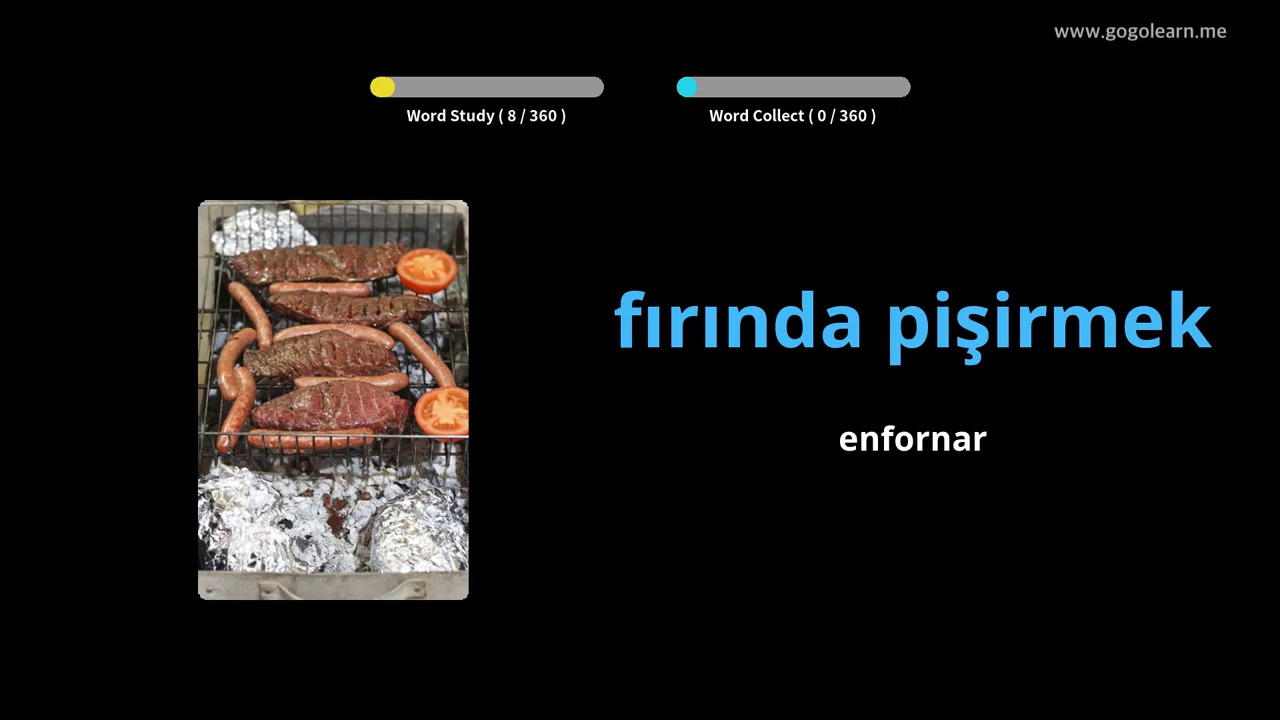 www.gogolearn.me
Word Study ( 8 / 360 )
Word Collect ( 0 / 360 )
fırında pişirmek
enfornar